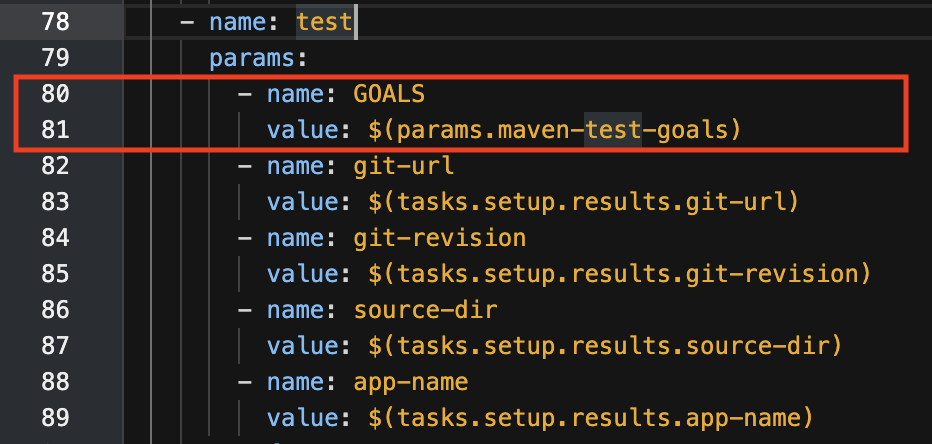 78 - name: test
79 params:
80 - name: GOALS
81 value: $(params.maven-test-goals)
82 - name: git-url
83 value: $(tasks.setup.results.git-url)
84 - name: git-revision
85 value: $(tasks.setup.results.git-revision)
86 - name: source-dir
87 value: $(tasks.setup.results.source-dir)
88 - name: app-name
89 value: $(tasks.setup.results.app-name)